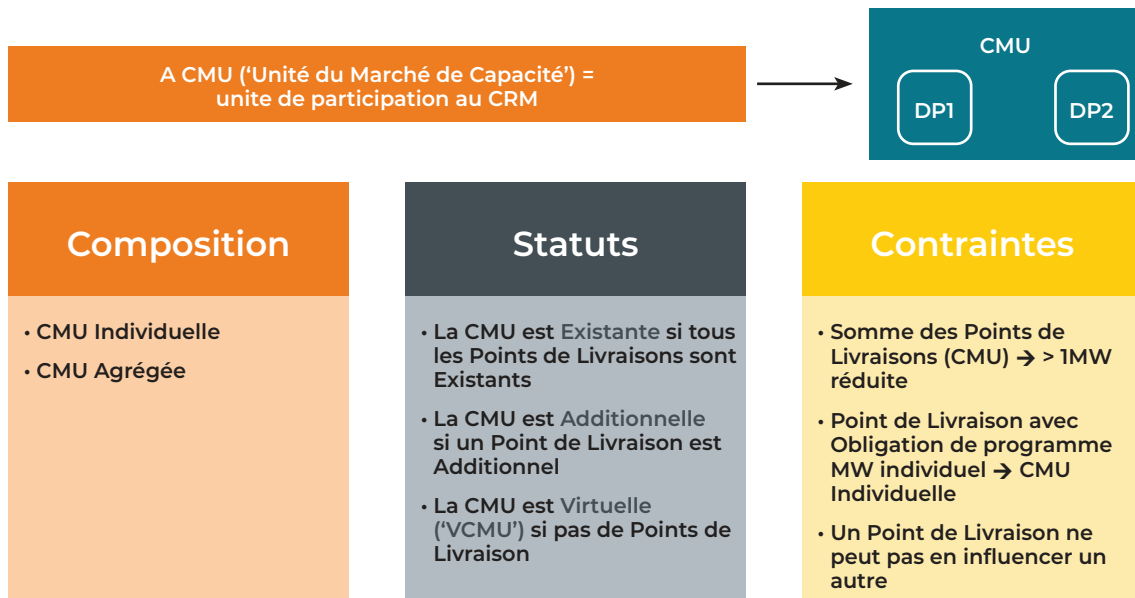 A CMU (‘Unité du Marché de Capacité’) =
unite de participation au CRM
CMU
DP1
DP2
Composition
• CMU Individuelle
• CMU Agrégée
Statuts
• La CMU est Existante si tous
les Points de Livraisons sont
Existants
• La CMU est Additionnelle
si un Point de Livraison est
Additionnel
• La CMU est Virtuelle
(‘VCMU’) si pas de Points de
Livraison
Contraintes
• Somme des Points de
Livraisons (CMU) → > 1MW
réduite
• Point de Livraison avec
Obligation de programme
MW individuel → CMU
Individuelle
• Un Point de Livraison ne
peut pas en influencer un
autre